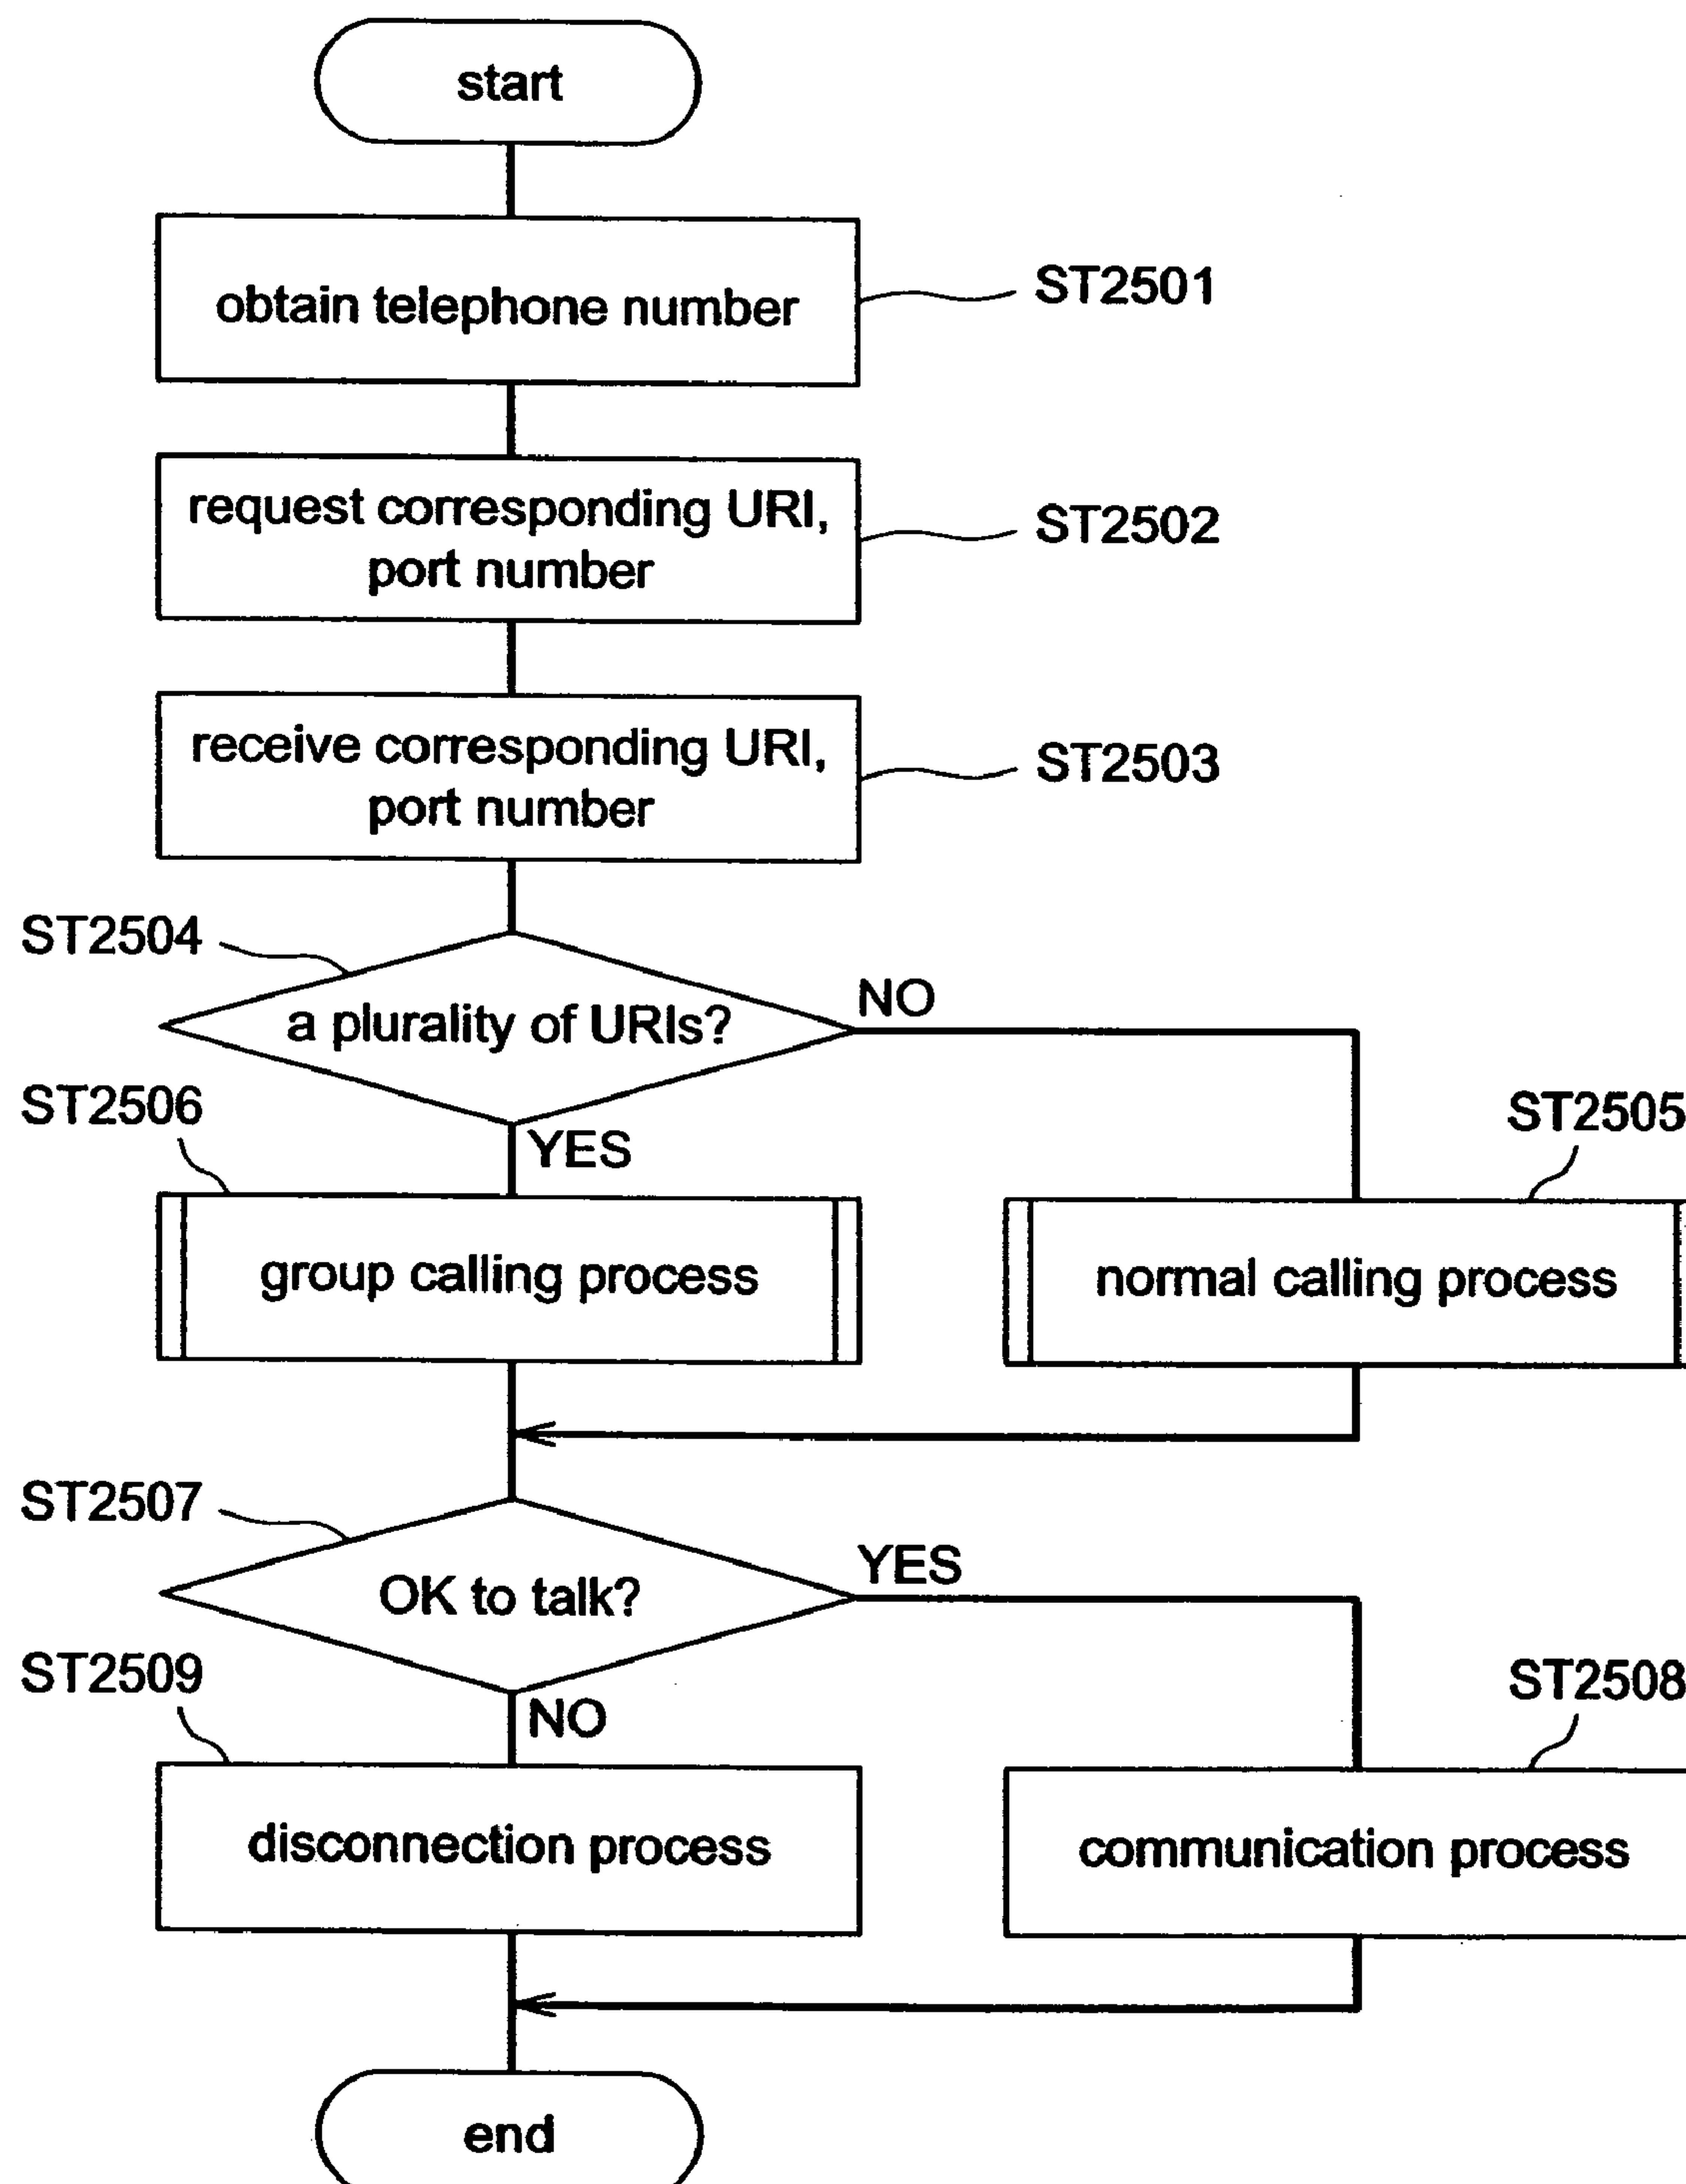 start
obtain telephone number
ST2501
request corresponding URI,
port number
ST2502
receive corresponding URI,
port number
ST2503
ST2504
a plurality of URIs?
NO
YES
ST2506
group calling process
ST2505
normal calling process
ST2507
OK to talk?
YES
NO
ST2509
disconnection process
ST2508
communication process
end